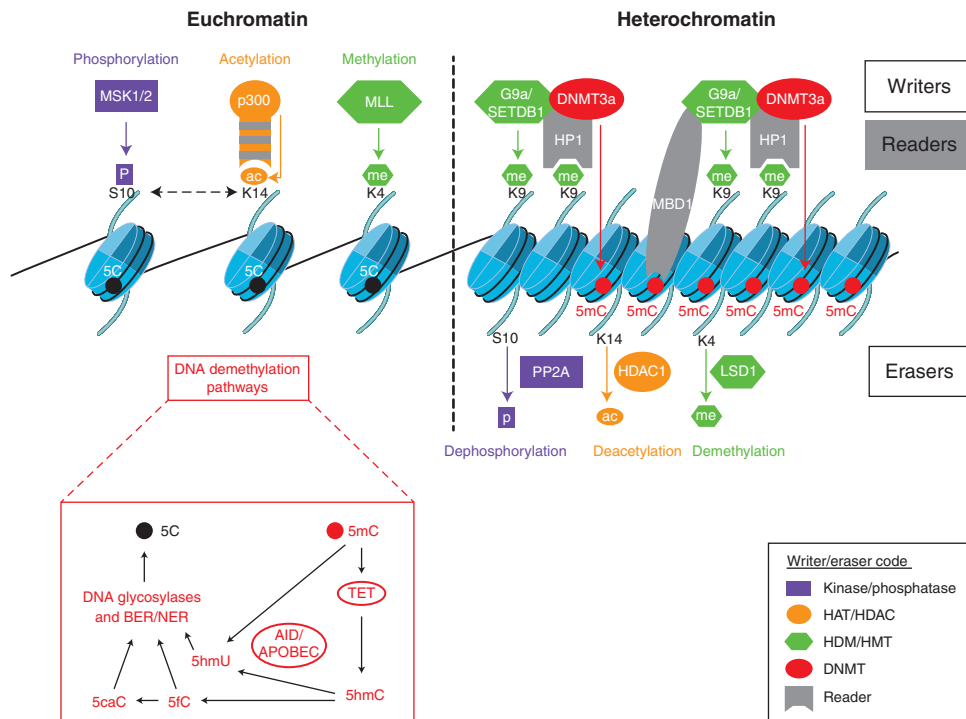 Euchromatin
Heterochromatin
Phosphorylation
Acetylation
Methylation
MSK1/2
p300
MLL
G9a/
SETDB1
DNMT3a
G9a/
SETDB1
DNMT3a
Writers
HP1
HP1
Readers
P
ac
me
me
me
me
me
S10
K14
K4
K9
K9
K9
K9
MBD1
5C
5C
5C
5mC
5mC
5mC
5mC
5mC
5mC
S10
K14
K4
PP2A
HDAC1
LSD1
Erasers
p
ac
me
Dephosphorylation
Deacetylation
Demethylation
DNA demethylation
pathways
5C
5mC
TET
DNA glycosylases
and BER/NER
AID/
APOBEC
5hmU
5caC
5fC
5hmC
Writer/eraser code
Kinase/phosphatase
HAT/HDAC
HDM/HMT
DNMT
Reader